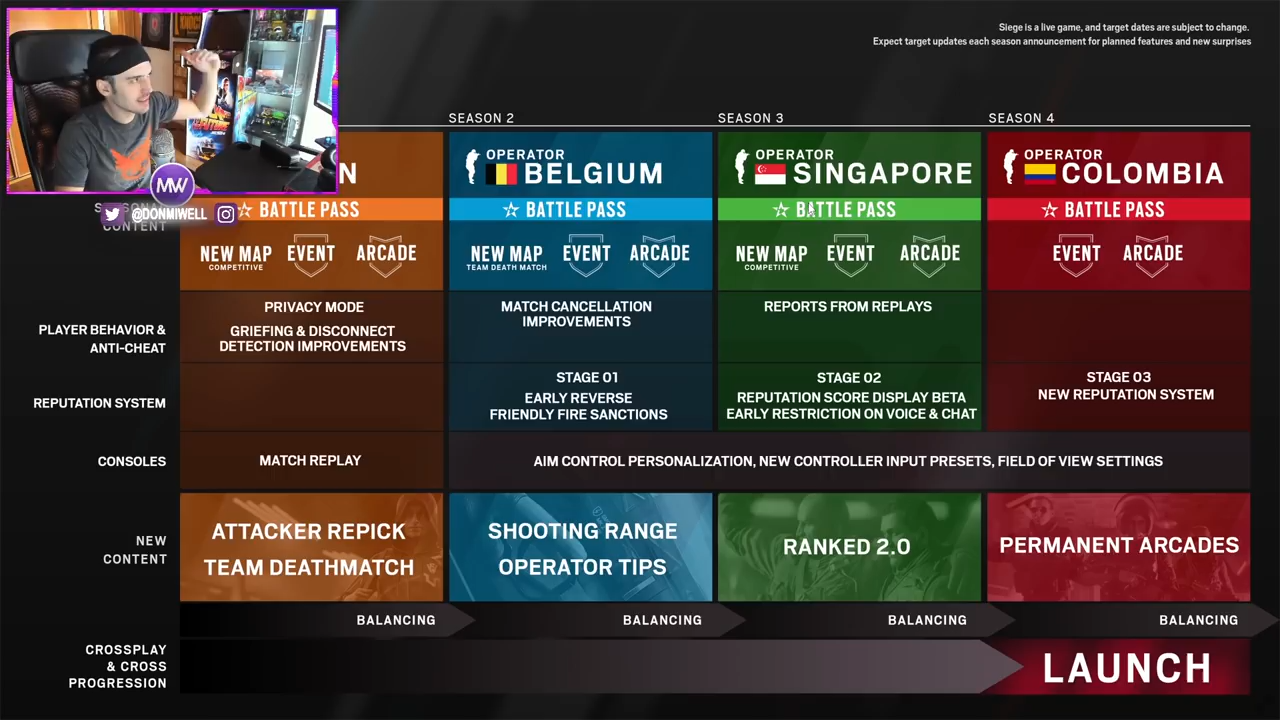 Siege is a live game, and target dates are subject to change.
Expect target updates each season announcement for planned features and new surprises
SEASON 2
SEASON 3
SEASON 4
N
OPERATOR
BELGIUM
OPERATOR
SINGAPORE
OPERATOR
COLOMBIA
MW
@DONMIWELL
CONTENT
BATTLE PASS
BATTLE PASS
BATTLE PASS
BATTLE PASS
NEW MAP
COMPETITIVE
EVENT
ARCADE
NEW MAP
TEAM DEATH MATCH
EVENT
ARCADE
NEW MAP
COMPETITIVE
EVENT
ARCADE
EVENT
ARCADE
PLAYER BEHAVIOR &
ANTI-CHEAT
PRIVACY MODE
GRIEFING & DISCONNECT
DETECTION IMPROVEMENTS
MATCH CANCELLATION
IMPROVEMENTS
REPORTS FROM REPLAYS
REPUTATION SYSTEM
STAGE 01
EARLY REVERSE
FRIENDLY FIRE SANCTIONS
STAGE 02
REPUTATION SCORE DISPLAY BETA
EARLY RESTRICTION ON VOICE & CHAT
STAGE 03
NEW REPUTATION SYSTEM
CONSOLES
MATCH REPLAY
AIM CONTROL PERSONALIZATION, NEW CONTROLLER INPUT PRESETS, FIELD OF VIEW SETTINGS
NEW
CONTENT
ATTACKER REPICK
TEAM DEATHMATCH
SHOOTING RANGE
OPERATOR TIPS
RANKED 2.0
PERMANENT ARCADES
BALANCING
BALANCING
BALANCING
BALANCING
CROSSPLAY
& CROSS
PROGRESSION
LAUNCH